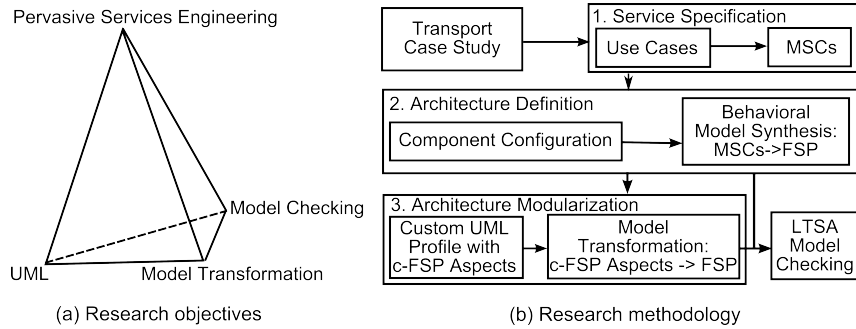 Pervasive Services Engineering
Model Checking
UML
Model Transformation
(a) Research objectives
Transport
Case Study
1. Service Specification
Use Cases
MSCs
2. Architecture Definition
Component Configuration
Behavioral
Model Synthesis:
MSCs->FSP
3. Architecture Modularization
Custom UML
Profile with
c-FSP Aspects
Model
Transformation:
c-FSP Aspects -> FSP
LTSA
Model
Checking
(b) Research methodology